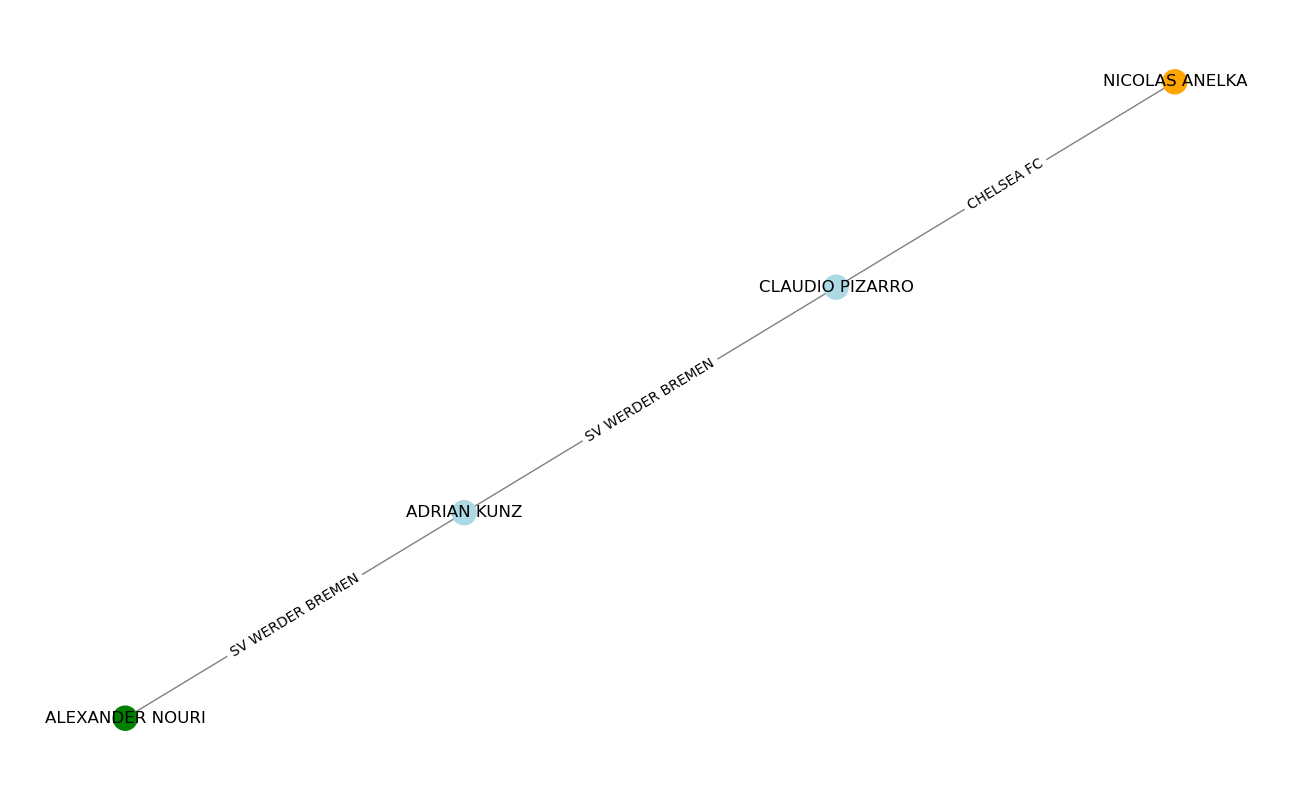 NICOLAS ANELKA
CHELSEA FC
CLAUDIO PIZARRO
SV WERDER BREMEN
ADRIAN KUNZ
SV WERDER BREMEN
ALEXANDER NOURI